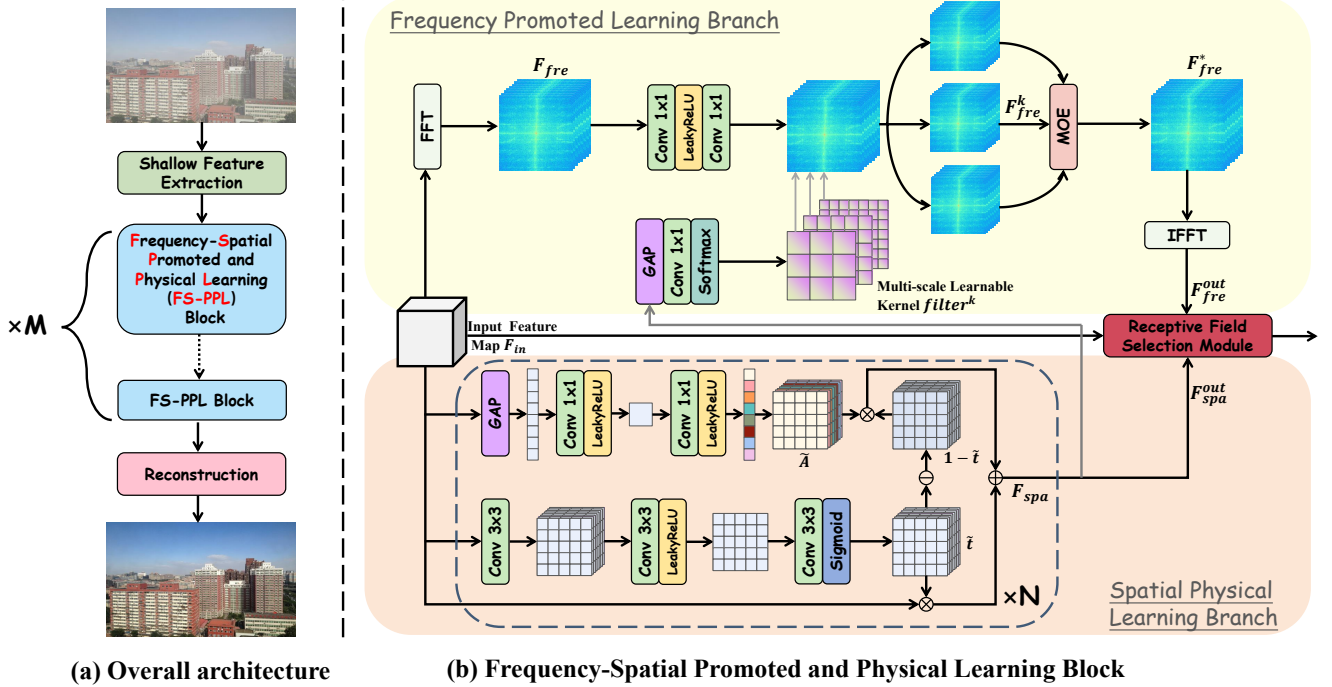 Shallow Feature
Extraction
Frequency-Spatial
Promoted and
Physical Learning
(FS-PPL)
Block
×M
FS-PPL Block
Reconstruction
(a) Overall architecture
Frequency Promoted Learning Branch
FFT
F_fre
Conv 1x1
LeakyReLU
Conv 1x1
F^k_fre
MOE
F^*_fre
IFFT
F^out_fre
GAP
Conv 1x1
Softmax
Multi-scale Learnable
Kernel filter^k
Input Feature
Map F_in
Receptive Field
Selection Module
F^out_spa
GAP
Conv 1x1
LeakyReLU
Conv 1x1
LeakyReLU
Ã
1 − t̃
F_spa
Conv 3x3
Conv 3x3
LeakyReLU
Conv 3x3
Sigmoid
t̃
×N
Spatial Physical
Learning Branch
(b) Frequency-Spatial Promoted and Physical Learning Block